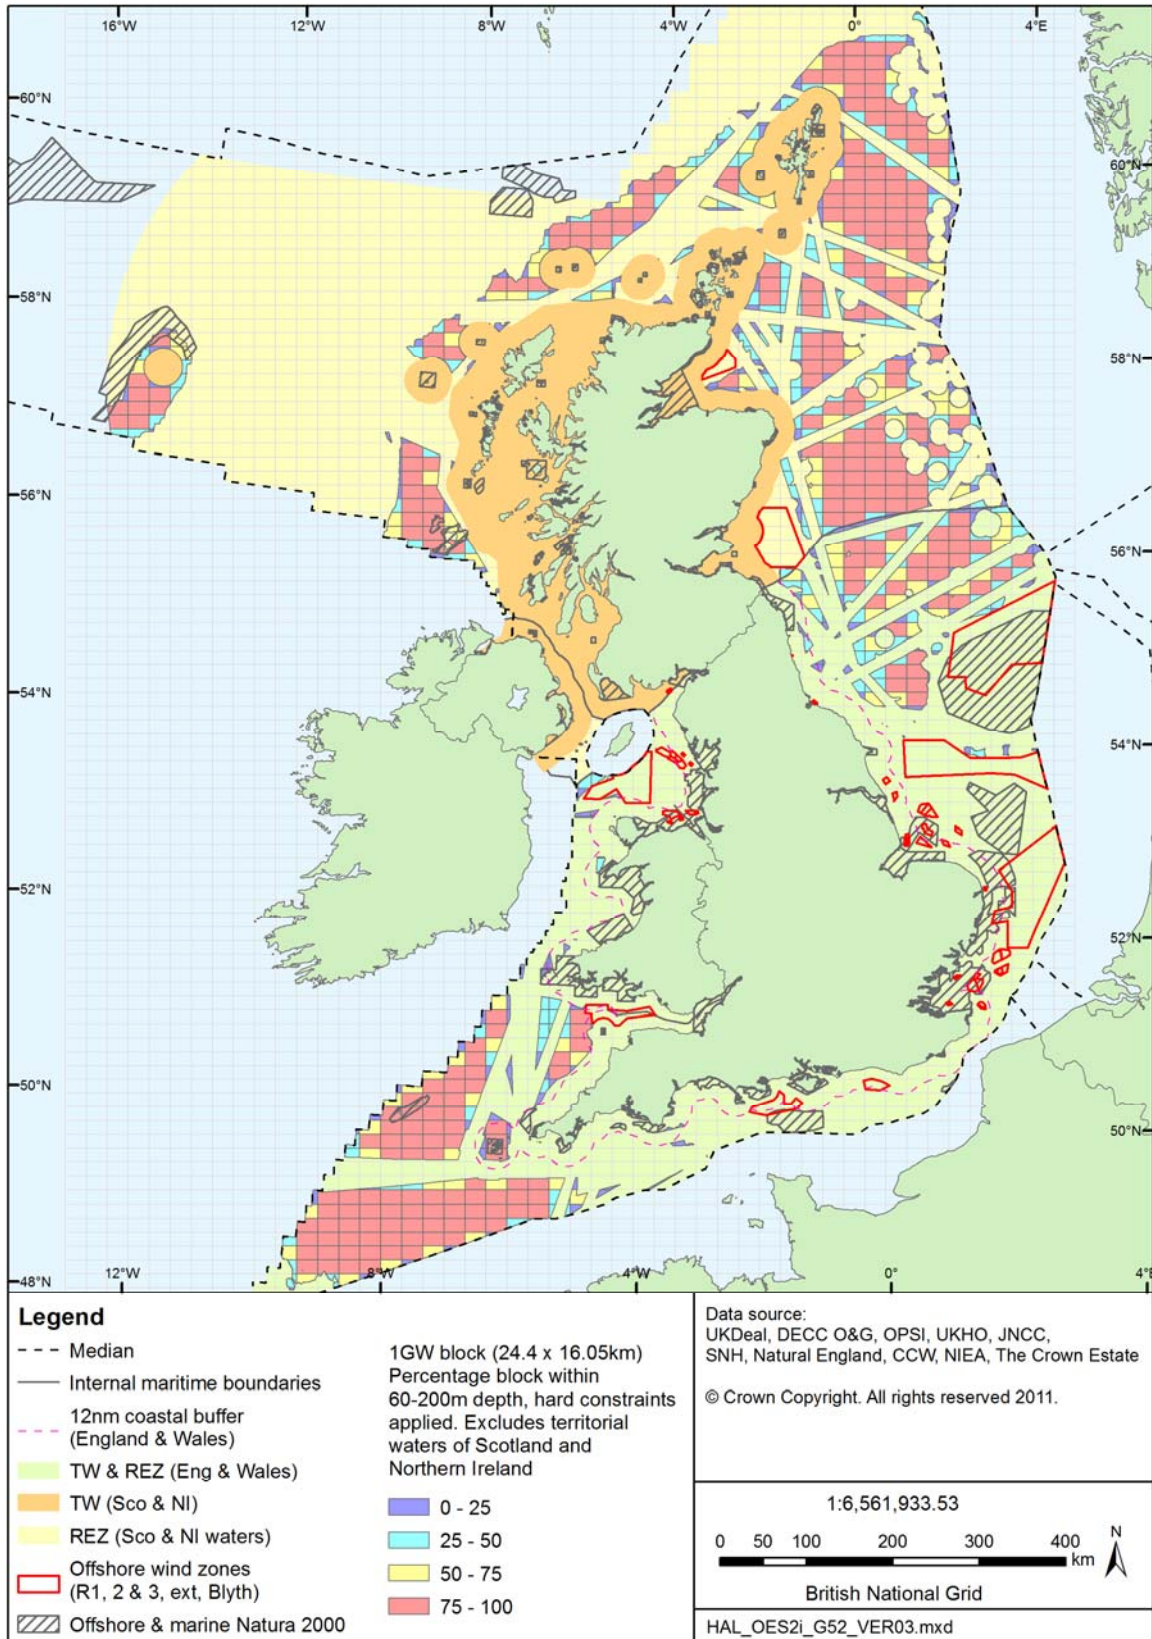 16°W 12°W 8°W 4°W 0° 4°E
60°N
60°N
58°N
58°N
56°N
56°N
54°N
54°N
52°N
52°N
50°N
50°N
48°N
12°W 8°W 4°W 0° 4°
Legend
Median
Internal maritime boundaries
12nm coastal buffer
(England & Wales)
TW & REZ (Eng & Wales)
TW (Sco & NI)
REZ (Sco & NI waters)
Offshore wind zones
(R1, 2 & 3, ext, Blyth)
Offshore & marine Natura 2000
1GW block (24.4 x 16.05km)
Percentage block within
60-200m depth, hard constraints
applied. Excludes territorial
waters of Scotland and
Northern Ireland
0 - 25
25 - 50
50 - 75
75 - 100
Data source:
UKDeal, DECC O&G, OPSI, UKHO, JNCC,
SNH, Natural England, CCW, NIEA, The Crown Estate
© Crown Copyright. All rights reserved 2011.
1:6,561,933.53
0 50 100 200 300 400
km
N
British National Grid
HAL_OES2i_G52_VER03.mxd